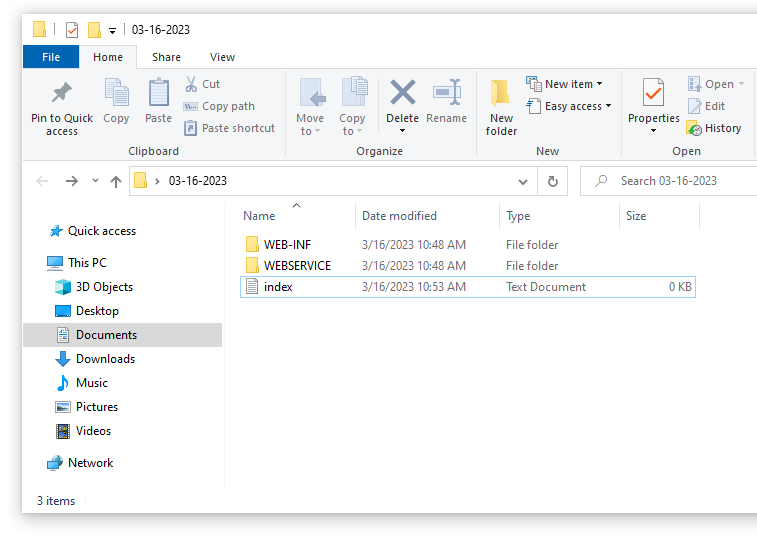 03-16-2023
File Home Share View
Pin to Quick access
Copy
Paste
Cut
Copy path
Paste shortcut
Move to
Copy to
Delete
Rename
New folder
New item
Easy access
Properties
Open
Edit
History
Clipboard Organize New Open
03-16-2023
Search 03-16-2023
Name Date modified Type Size
WEB-INF 3/16/2023 10:48 AM File folder
WEBSERVICE 3/16/2023 10:48 AM File folder
index 3/16/2023 10:53 AM Text Document 0 KB
Quick access
This PC
3D Objects
Desktop
Documents
Downloads
Music
Pictures
Videos
Network
3 items